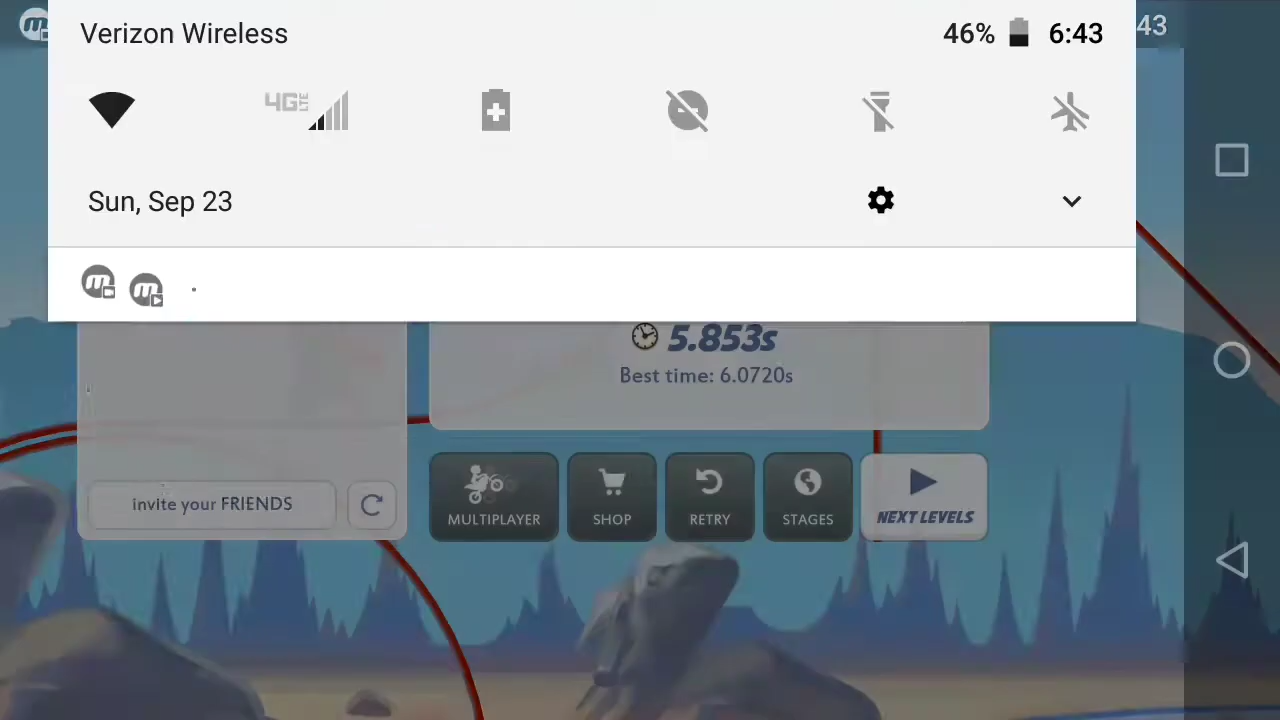 Verizon Wireless
46%
6:43
43
4G LTE
Sun, Sep 23
5.853s
Best time: 6.0720s
invite your FRIENDS
MULTIPLAYER
SHOP
RETRY
STAGES
NEXT LEVELS